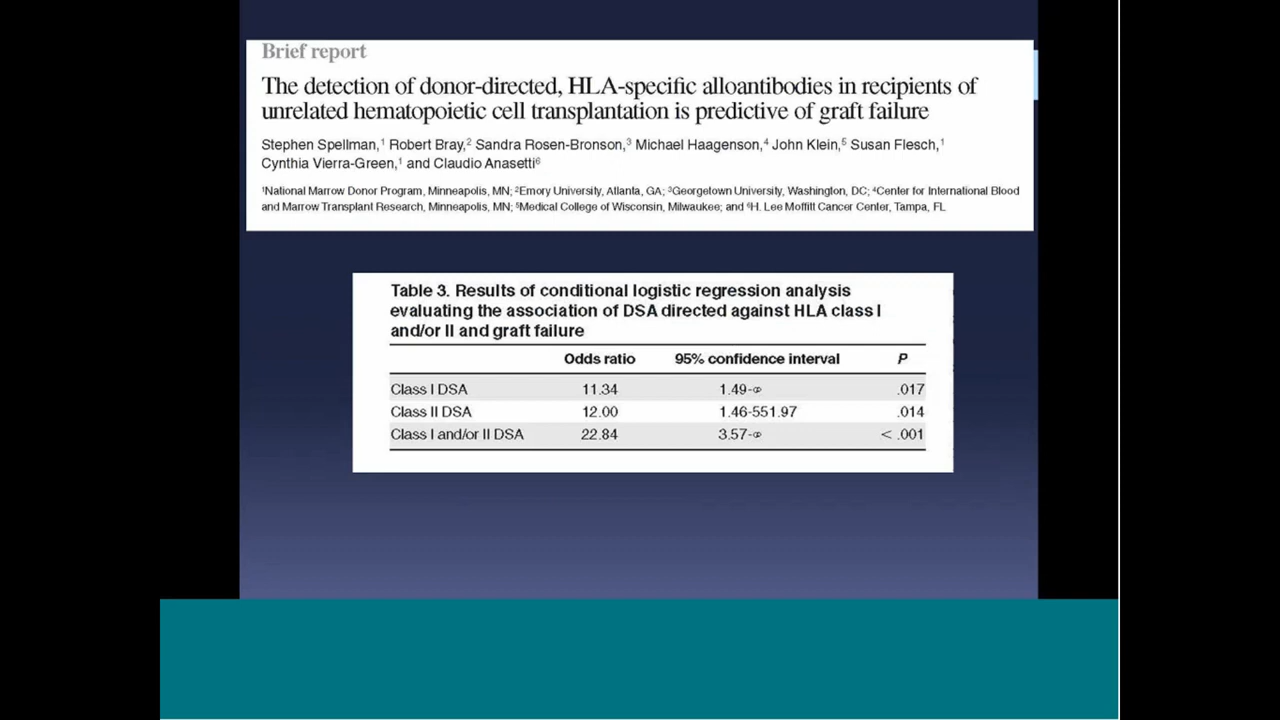 Brief report
The detection of donor-directed, HLA-specific alloantibodies in recipients of
unrelated hematopoietic cell transplantation is predictive of graft failure
Stephen Spellman,¹ Robert Bray,² Sandra Rosen-Bronson,³ Michael Haagenson,⁴ John Klein,⁵ Susan Flesch,¹
Cynthia Vierra-Green,¹ and Claudio Anasetti⁶
¹National Marrow Donor Program, Minneapolis, MN; ²Emory University, Atlanta, GA; ³Georgetown University, Washington, DC; ⁴Center for International Blood
and Marrow Transplant Research, Minneapolis, MN; ⁵Medical College of Wisconsin, Milwaukee; and ⁶H. Lee Moffitt Cancer Center, Tampa, FL
Table 3. Results of conditional logistic regression analysis
evaluating the association of DSA directed against HLA class I
and/or II and graft failure
Odds ratio 95% confidence interval P
Class I DSA 11.34 1.49-∞ .017
Class II DSA 12.00 1.46-551.97 .014
Class I and/or II DSA 22.84 3.57-∞ < .001